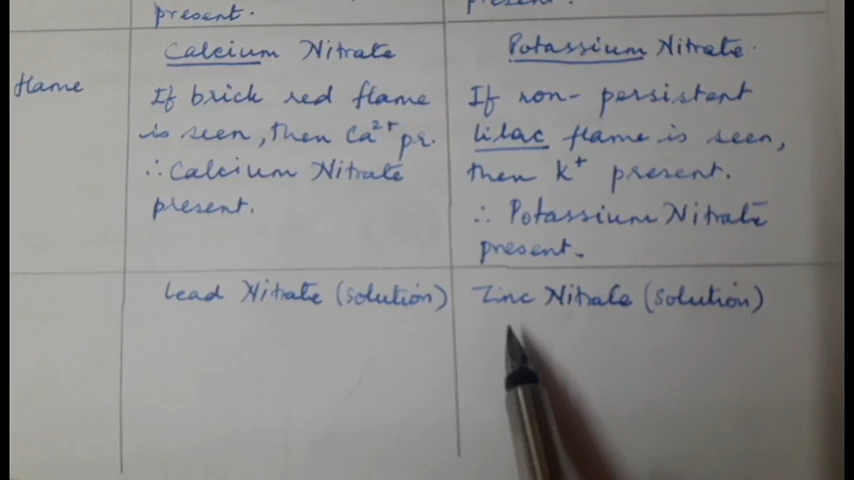 present.
present.
Calcium Nitrate
flame
If brick red flame
is seen, then Ca²⁺ pr.
∴ Calcium Nitrate
present.
Potassium Nitrate.
If non-persistent
lilac flame is seen,
then K⁺ present.
∴ Potassium Nitrate
present.
Lead Nitrate (solution)
Zinc Nitrate (solution)